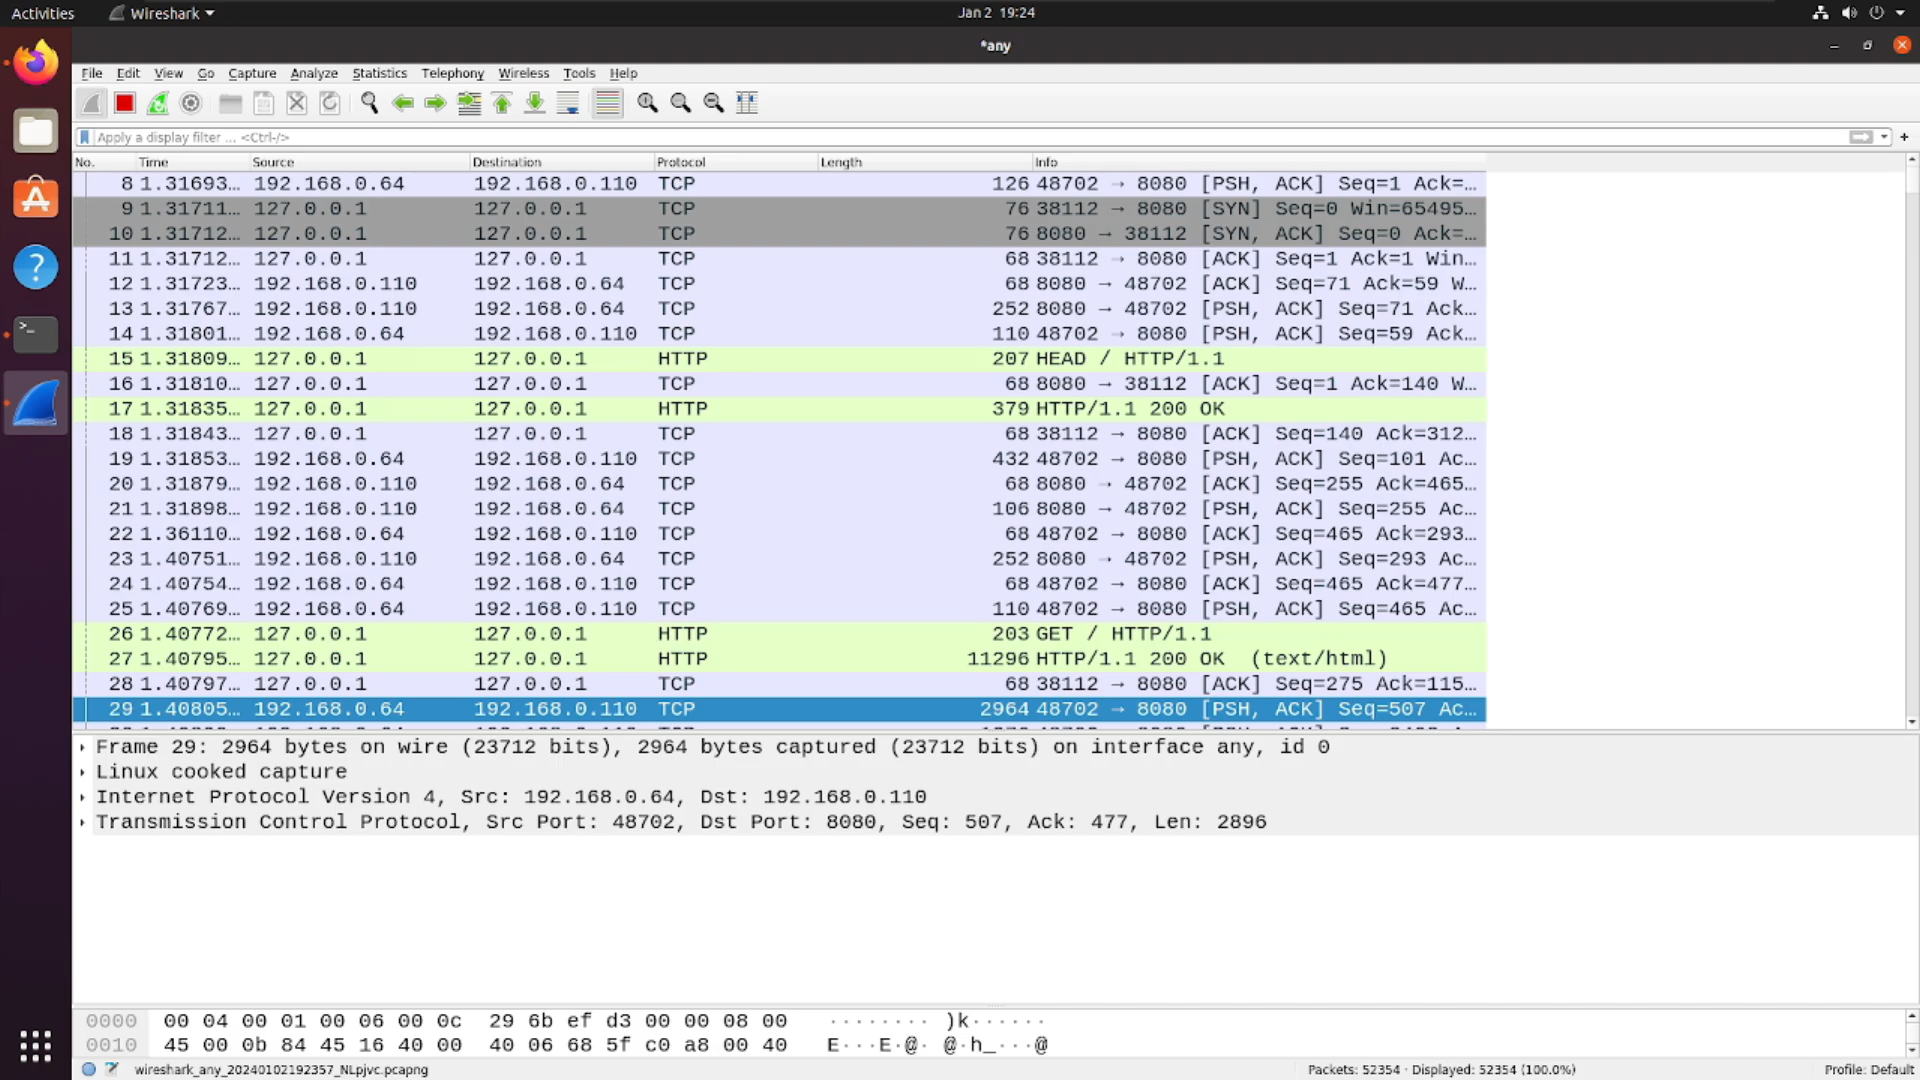 Activities Wireshark Jan 2 19:24
*any
File Edit View Go Capture Analyze Statistics Telephony Wireless Tools Help
Apply a display filter ... <Ctrl-/>
No. Time Source Destination Protocol Length Info
8 1.31693… 192.168.0.64 192.168.0.110 TCP 126 48702 → 8080 [PSH, ACK] Seq=1 Ack=…
9 1.31711… 127.0.0.1 127.0.0.1 TCP 76 38112 → 8080 [SYN] Seq=0 Win=65495…
10 1.31712… 127.0.0.1 127.0.0.1 TCP 76 8080 → 38112 [SYN, ACK] Seq=0 Ack=…
11 1.31712… 127.0.0.1 127.0.0.1 TCP 68 38112 → 8080 [ACK] Seq=1 Ack=1 Win…
12 1.31723… 192.168.0.110 192.168.0.64 TCP 68 8080 → 48702 [ACK] Seq=71 Ack=59 W…
13 1.31767… 192.168.0.110 192.168.0.64 TCP 252 8080 → 48702 [PSH, ACK] Seq=71 Ack…
14 1.31801… 192.168.0.64 192.168.0.110 TCP 110 48702 → 8080 [PSH, ACK] Seq=59 Ack…
15 1.31809… 127.0.0.1 127.0.0.1 HTTP 207 HEAD / HTTP/1.1
16 1.31810… 127.0.0.1 127.0.0.1 TCP 68 8080 → 38112 [ACK] Seq=1 Ack=140 W…
17 1.31835… 127.0.0.1 127.0.0.1 HTTP 379 HTTP/1.1 200 OK
18 1.31843… 127.0.0.1 127.0.0.1 TCP 68 38112 → 8080 [ACK] Seq=140 Ack=312…
19 1.31853… 192.168.0.64 192.168.0.110 TCP 432 48702 → 8080 [PSH, ACK] Seq=101 Ac…
20 1.31879… 192.168.0.110 192.168.0.64 TCP 68 8080 → 48702 [ACK] Seq=255 Ack=465…
21 1.31898… 192.168.0.110 192.168.0.64 TCP 106 8080 → 48702 [PSH, ACK] Seq=255 Ac…
22 1.36110… 192.168.0.64 192.168.0.110 TCP 68 48702 → 8080 [ACK] Seq=465 Ack=293…
23 1.40751… 192.168.0.110 192.168.0.64 TCP 252 8080 → 48702 [PSH, ACK] Seq=293 Ac…
24 1.40754… 192.168.0.64 192.168.0.110 TCP 68 48702 → 8080 [ACK] Seq=465 Ack=477…
25 1.40769… 192.168.0.64 192.168.0.110 TCP 110 48702 → 8080 [PSH, ACK] Seq=465 Ac…
26 1.40772… 127.0.0.1 127.0.0.1 HTTP 203 GET / HTTP/1.1
27 1.40795… 127.0.0.1 127.0.0.1 HTTP 11296 HTTP/1.1 200 OK (text/html)
28 1.40797… 127.0.0.1 127.0.0.1 TCP 68 38112 → 8080 [ACK] Seq=275 Ack=115…
29 1.40805… 192.168.0.64 192.168.0.110 TCP 2964 48702 → 8080 [PSH, ACK] Seq=507 Ac…
Frame 29: 2964 bytes on wire (23712 bits), 2964 bytes captured (23712 bits) on interface any, id 0
Linux cooked capture
Internet Protocol Version 4, Src: 192.168.0.64, Dst: 192.168.0.110
Transmission Control Protocol, Src Port: 48702, Dst Port: 8080, Seq: 507, Ack: 477, Len: 2896
0000 00 04 00 01 00 06 00 0c 29 6b ef d3 00 00 08 00 ········ )k······
0010 45 00 0b 84 45 16 40 00 40 06 68 5f c0 a8 00 40 E···E·@· @·h_···@
wireshark_any_20240102192357_NLpjvc.pcapng Packets: 52354 · Displayed: 52354 (100.0%) Profile: Default